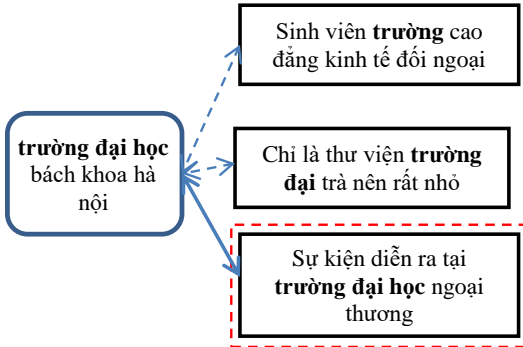 Sinh viên trường cao
đẳng kinh tế đối ngoại
trường đại học
bách khoa hà
nội
Chỉ là thư viện trường
đại trà nên rất nhỏ
Sự kiện diễn ra tại
trường đại học ngoại
thương